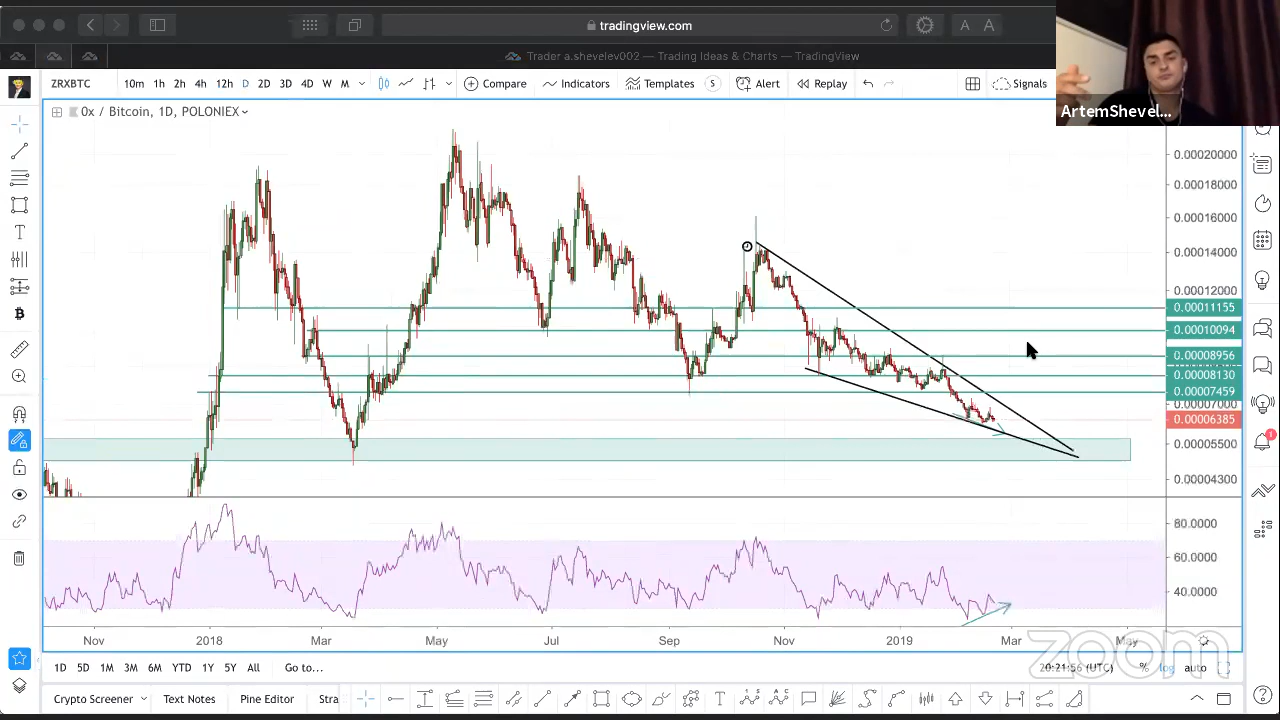 tradingview.com
A A
Trader a.shevelev002 — Trading Ideas & Charts — TradingView
ArtemShevel...
ZRXBTC 10m 1h 2h 4h 12h D 2D 3D 4D W M Compare Indicators Templates S Alert Replay Signals
0x / Bitcoin, 1D, POLONIEX
0.00020000
0.00018000
0.00016000
0.00014000
0.00012000
0.00011155
0.00010094
0.00008956
0.00008130
0.00007459
0.00007000
0.00006385
0.00005500
0.00004300
80.0000
60.0000
40.0000
Nov 2018 Mar May Jul Sep Nov 2019 Mar May
zoom
1D 5D 1M 3M 6M YTD 1Y 5Y All Go to... 20:21:56 (UTC) % log auto
Crypto Screener Text Notes Pine Editor Stra
T
T
1